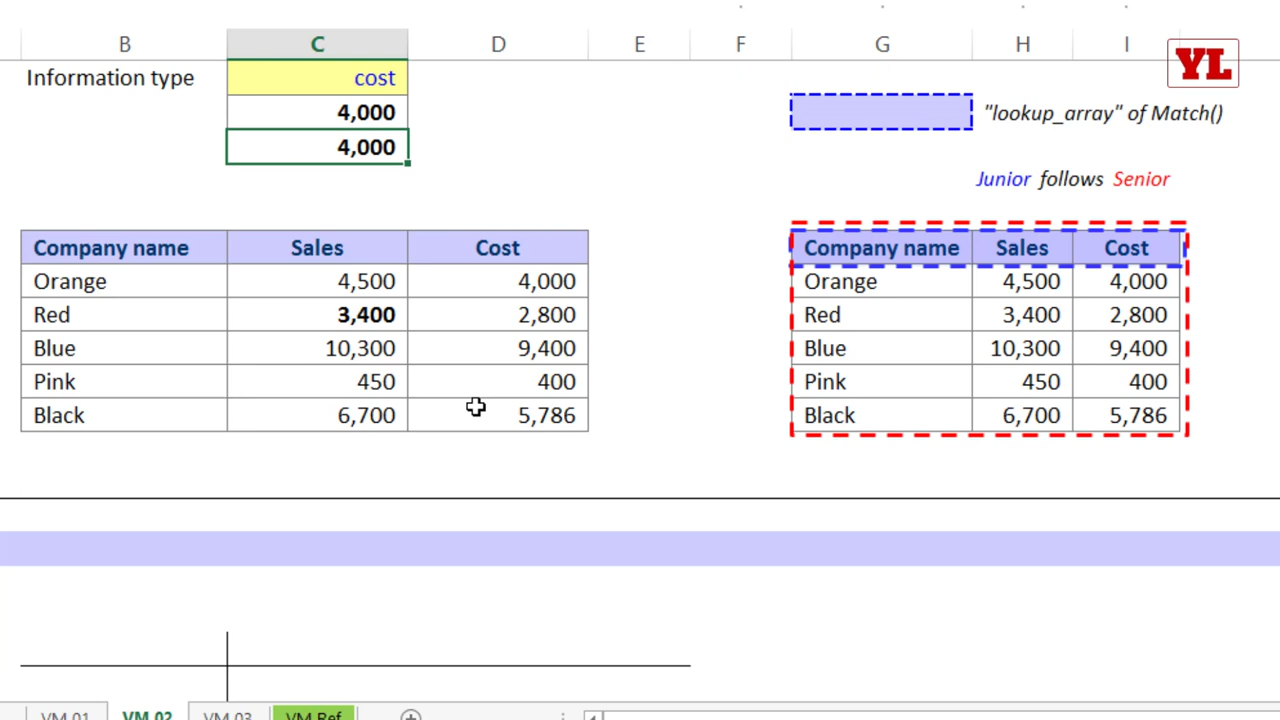 B C D E F G H I
YL
Information type cost
4,000 "lookup_array" of Match()
4,000
Junior follows Senior
Company name Sales Cost Company name Sales Cost
Orange 4,500 4,000 Orange 4,500 4,000
Red 3,400 2,800 Red 3,400 2,800
Blue 10,300 9,400 Blue 10,300 9,400
Pink 450 400 Pink 450 400
Black 6,700 5,786 Black 6,700 5,786
VM 01 VM 02 VM 03 VM Ref